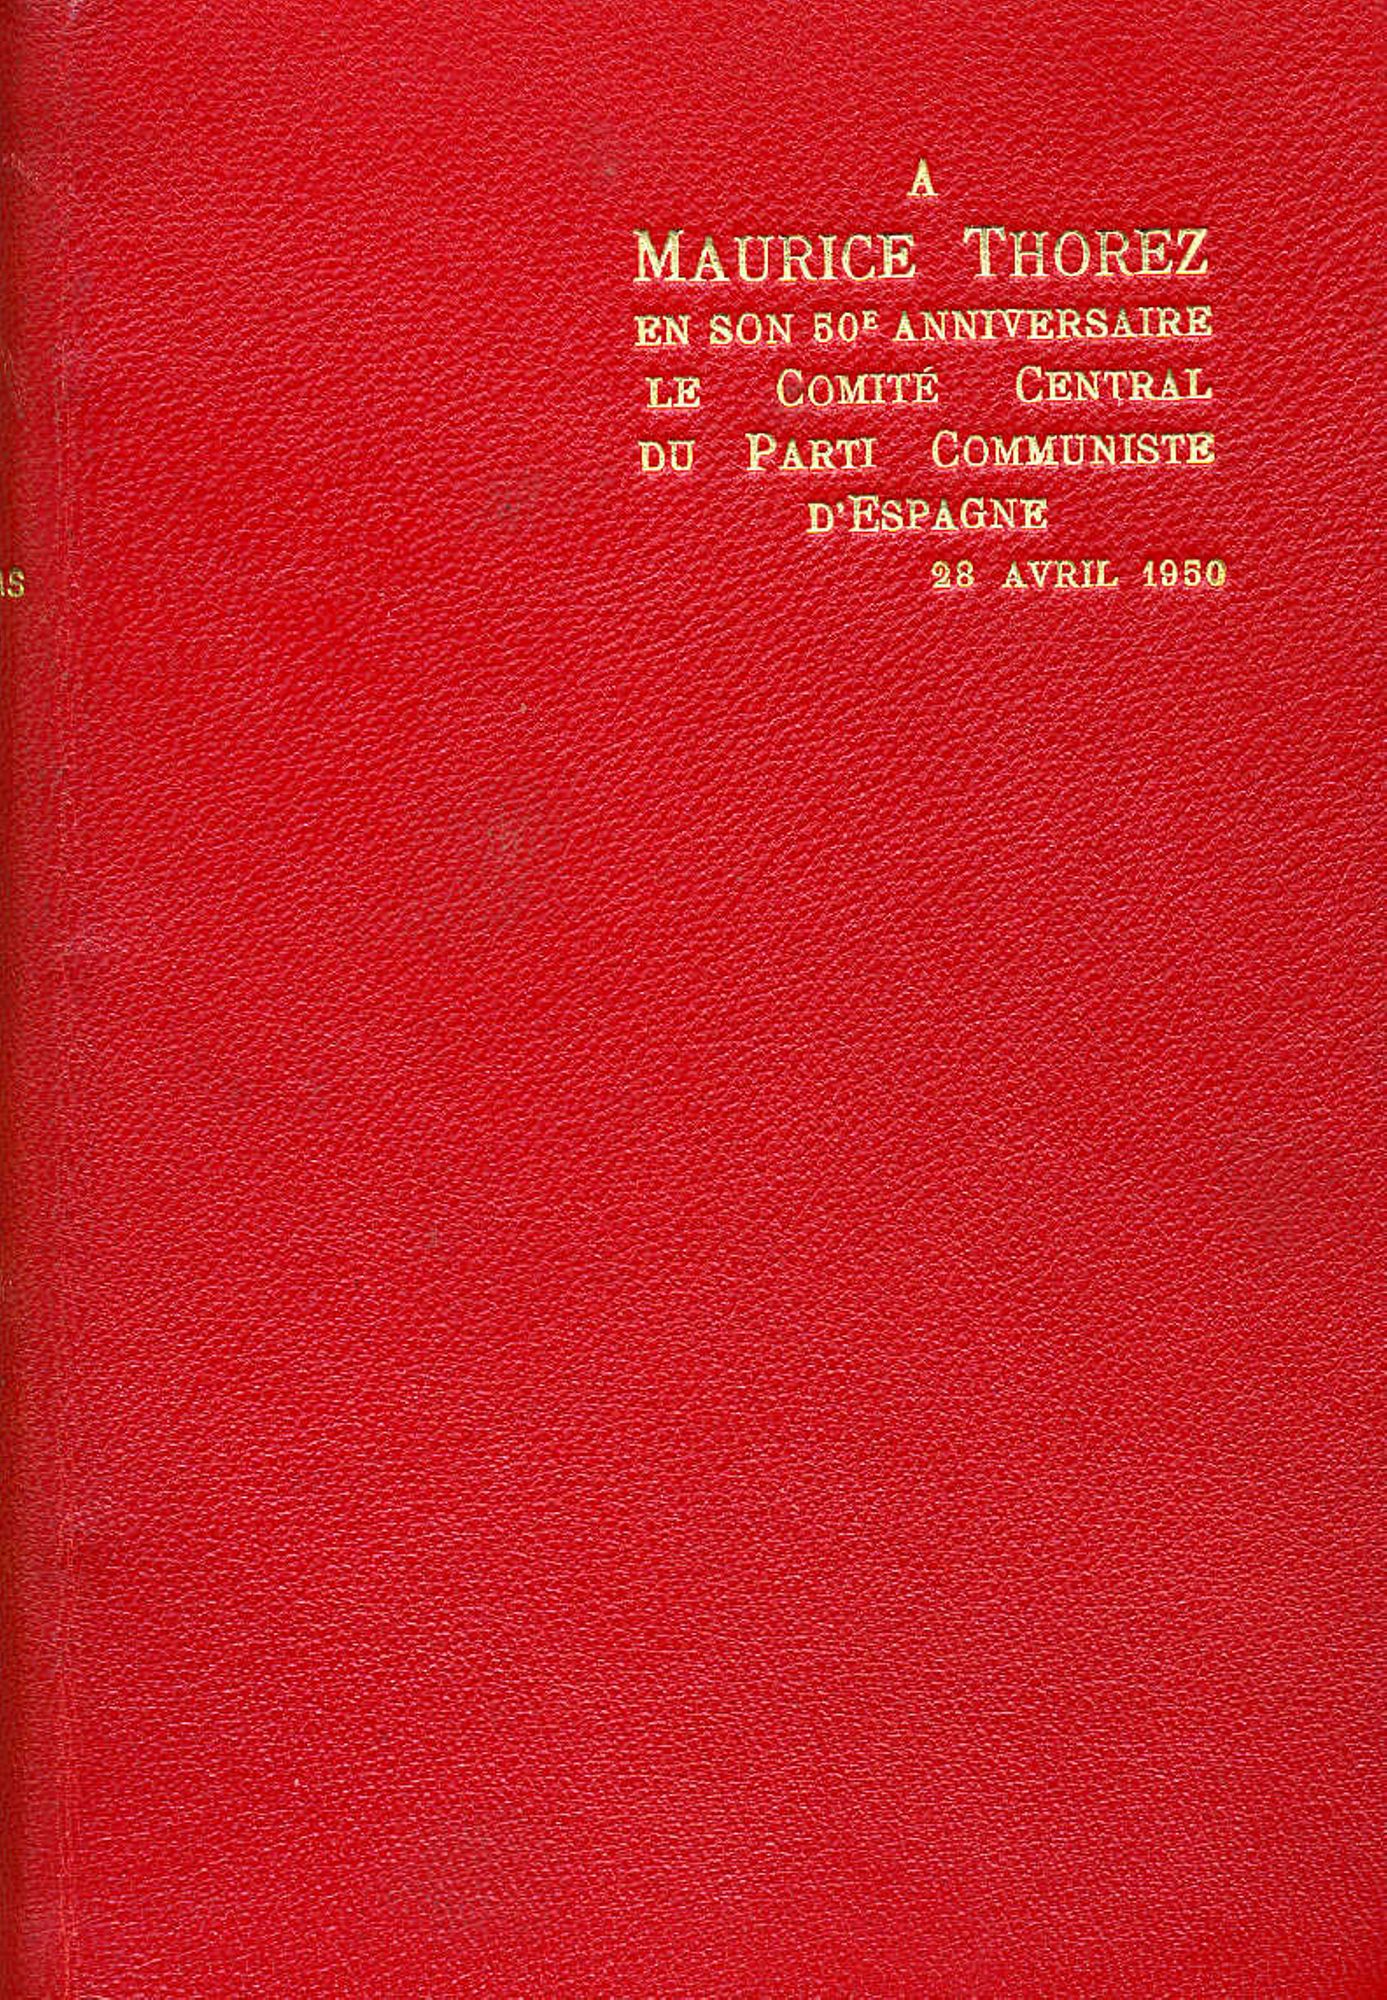 A
MAURICE THOREZ
EN SON 50E ANNIVERSAIRE
LE COMITÉ CENTRAL
DU PARTI COMMUNISTE
D'ESPAGNE
28 AVRIL 1950